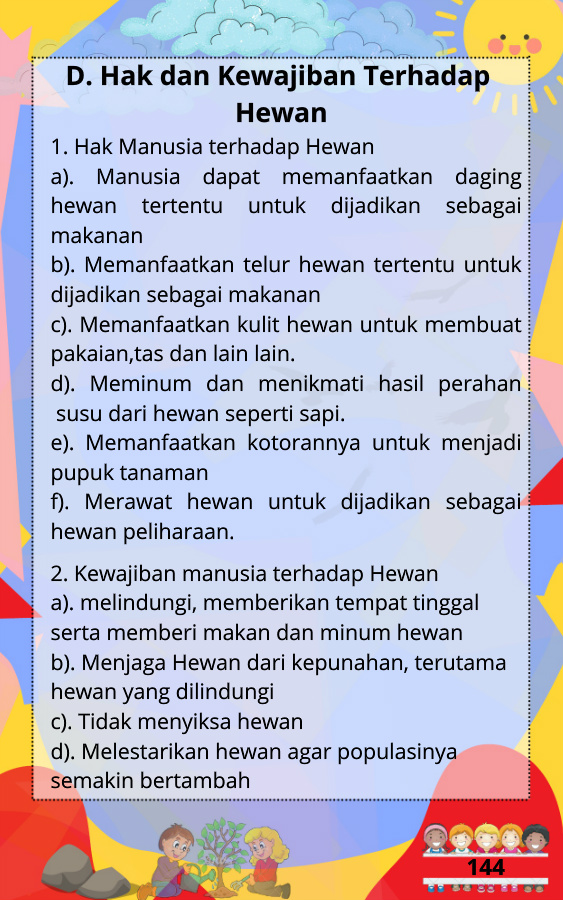 D. Hak dan Kewajiban Terhadap
Hewan
1. Hak Manusia terhadap Hewan
a). Manusia dapat memanfaatkan daging
hewan tertentu untuk dijadikan sebagai
makanan
b). Memanfaatkan telur hewan tertentu untuk
dijadikan sebagai makanan
c). Memanfaatkan kulit hewan untuk membuat
pakaian,tas dan lain lain.
d). Meminum dan menikmati hasil perahan
susu dari hewan seperti sapi.
e). Memanfaatkan kotorannya untuk menjadi
pupuk tanaman
f). Merawat hewan untuk dijadikan sebagai
hewan peliharaan.
2. Kewajiban manusia terhadap Hewan
a). melindungi, memberikan tempat tinggal
serta memberi makan dan minum hewan
b). Menjaga Hewan dari kepunahan, terutama
hewan yang dilindungi
c). Tidak menyiksa hewan
d). Melestarikan hewan agar populasinya
semakin bertambah
144